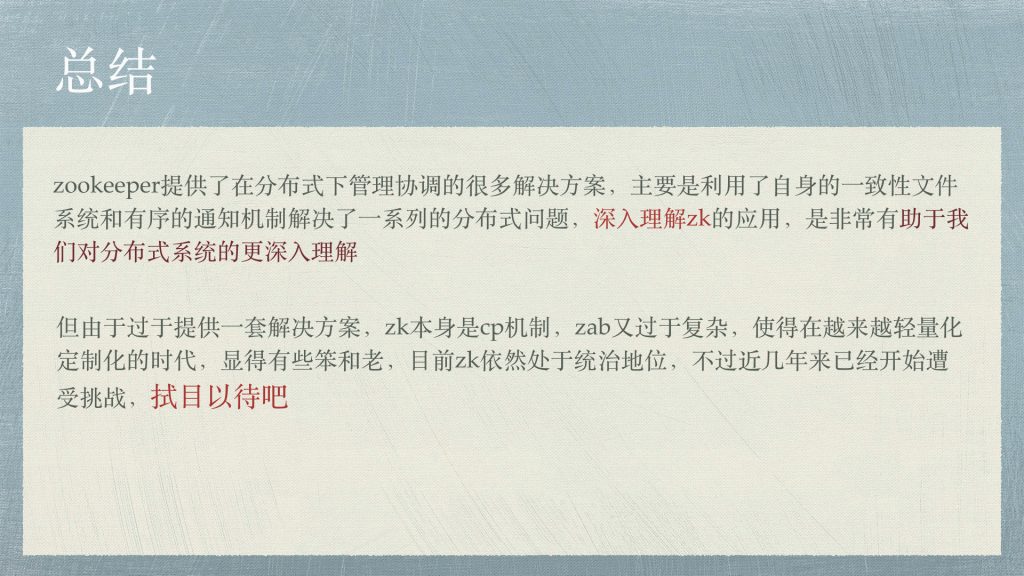 总结
zookeeper提供了在分布式下管理协调的很多解决方案，主要是利用了自身的一致性文件
系统和有序的通知机制解决了一系列的分布式问题，深入理解zk的应用，是非常有助于我
们对分布式系统的更深入理解
但由于过于提供一套解决方案，zk本身是cp机制，zab又过于复杂，使得在越来越轻量化
定制化的时代，显得有些笨和老，目前zk依然处于统治地位，不过近几年来已经开始遭
受挑战，拭目以待吧